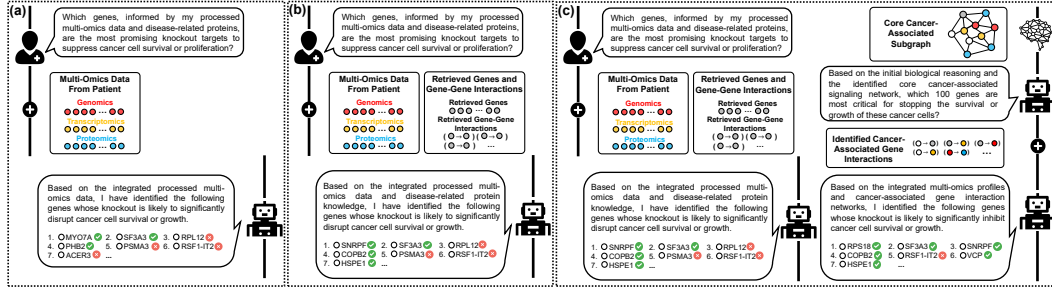 (a)
Which genes, informed by my processed
multi-omics data and disease-related proteins,
are the most promising knockout targets to
suppress cancer cell survival or proliferation?
Multi-Omics Data
From Patient
Genomics
...
Transcriptomics
...
Proteomics
...
Based on the integrated processed multi-
omics data, I have identified the following
genes whose knockout is likely to significantly
disrupt cancer cell survival or growth.
1. MYO7A 2. SF3A3 3. RPL12
4. PHB2 5. PSMA3 6. RSF1-IT2
7. ACER3 ...
(b)
Which genes, informed by my processed
multi-omics data and disease-related proteins,
are the most promising knockout targets to
suppress cancer cell survival or proliferation?
Multi-Omics Data
From Patient
Genomics
...
Transcriptomics
...
Proteomics
...
Retrieved Genes and
Gene-Gene Interactions
Retrieved Genes
...
Retrieved Gene-Gene
Interactions
( → ) ( → )
( → ) ...
Based on the integrated processed multi-
omics data and disease-related protein
knowledge, I have identified the following
genes whose knockout is likely to significantly
disrupt cancer cell survival or growth.
1. SNRPF 2. SF3A3 3. RPL12
4. COPB2 5. PSMA3 6. RSF1-IT2
7. HSPE1 ...
(c)
Which genes, informed by my processed
multi-omics data and disease-related proteins,
are the most promising knockout targets to
suppress cancer cell survival or proliferation?
Multi-Omics Data
From Patient
Genomics
...
Transcriptomics
...
Proteomics
...
Retrieved Genes and
Gene-Gene Interactions
Retrieved Genes
...
Retrieved Gene-Gene
Interactions
( → ) ( → )
( → ) ...
Based on the integrated processed multi-
omics data and disease-related protein
knowledge, I have identified the following
genes whose knockout is likely to significantly
disrupt cancer cell survival or growth.
1. SNRPF 2. SF3A3 3. RPL12
4. COPB2 5. PSMA3 6. RSF1-IT2
7. HSPE1 ...
Core Cancer-
Associated
Subgraph
Based on the initial biological reasoning and
the identified core cancer-associated
signaling network, which 100 genes are
most critical for stopping the survival or
growth of these cancer cells?
Identified Cancer-
Associated Gene
Interactions
( → ) ( → ) ( → )
( → ) ( → ) ...
Based on the integrated multi-omics profiles
and cancer-associated gene interaction
networks, I identified the following genes
whose knockout is likely to significantly inhibit
cancer cell survival or growth.
1. RPS18 2. SF3A3 3. SNRPF
4. COPB2 5. RSF1-IT2 6. VCP
7. HSPE1 ...